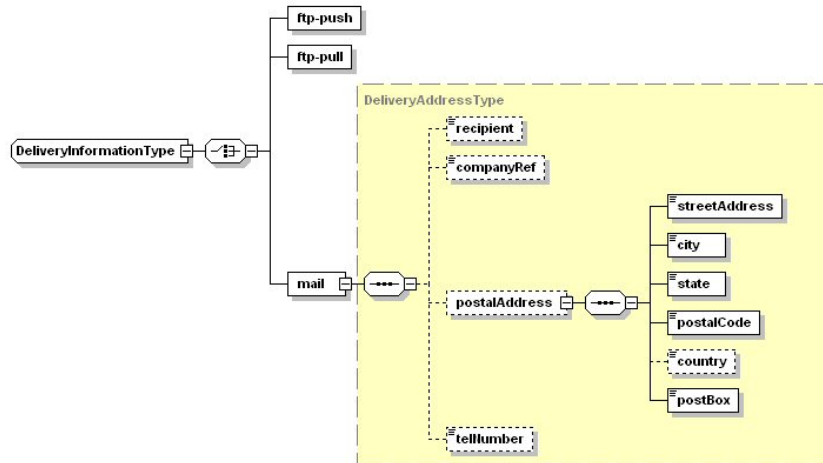 ftp-push
ftp-pull
DeliveryAddressType
recipient
DeliveryInformationType
companyRef
streetAddress
city
mail
state
postalAddress
postalCode
country
postBox
telNumber